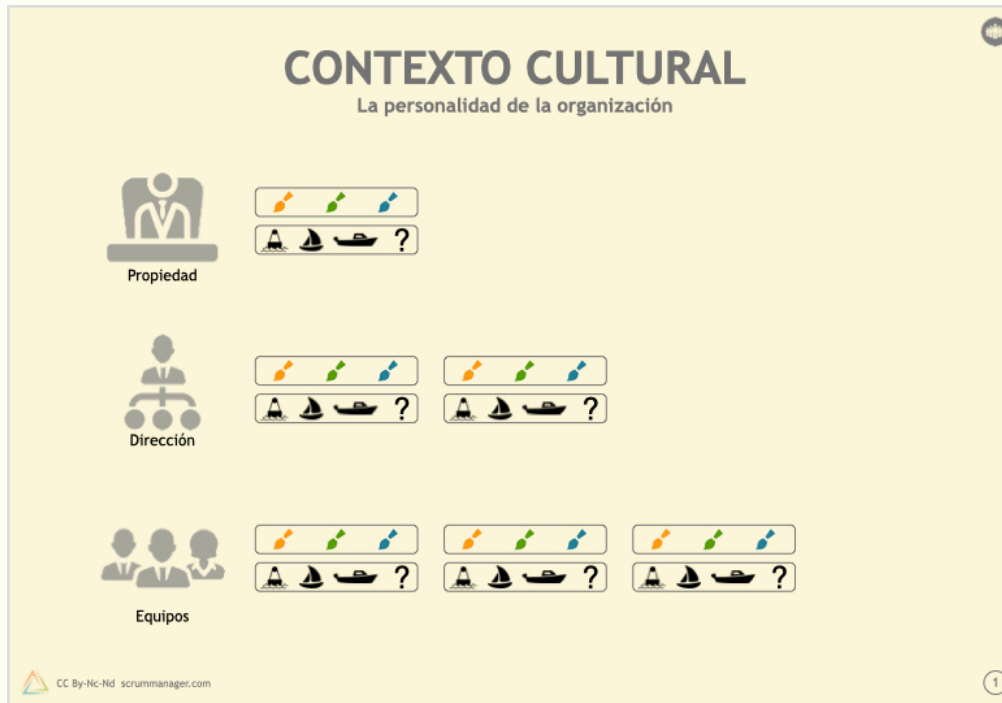 CONTEXTO CULTURAL
La personalidad de la organización
?
Propiedad
? ?
Dirección
? ? ?
Equipos
CC By-Nc-Nd scrummanager.com
1